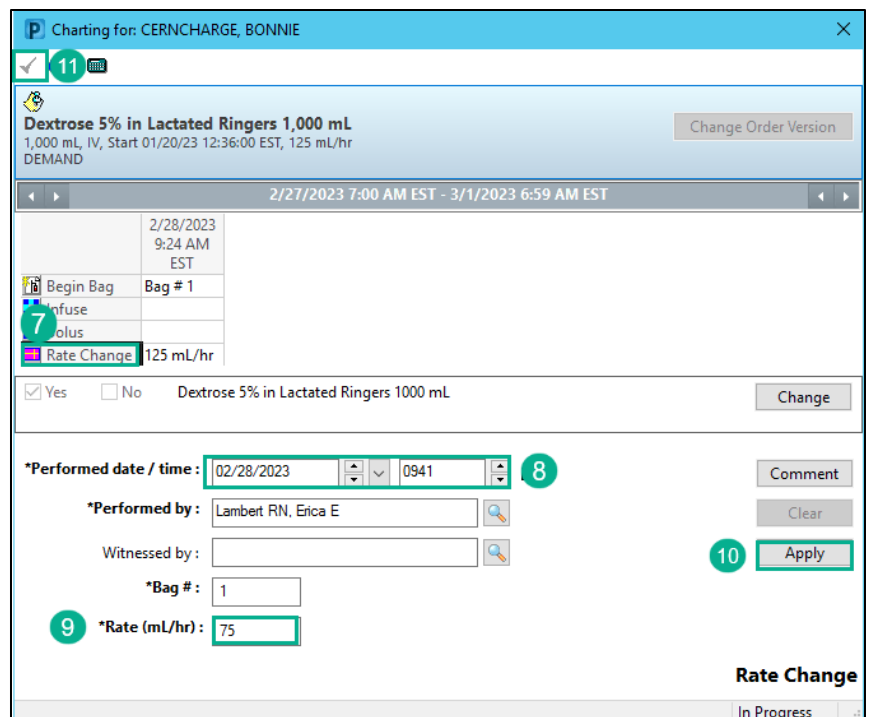 P Charting for: CERNCHARGE, BONNIE
11
Dextrose 5% in Lactated Ringers 1,000 mL
1,000 mL, IV, Start 01/20/23 12:36:00 EST, 125 mL/hr
DEMAND
Change Order Version
2/27/2023 7:00 AM EST - 3/1/2023 6:59 AM EST
2/28/2023
9:24 AM
EST
Begin Bag Bag # 1
nfuse
7 olus
Rate Change 125 mL/hr
Yes No Dextrose 5% in Lactated Ringers 1000 mL Change
*Performed date / time : 02/28/2023 0941 8 Comment
*Performed by : Lambert RN, Erica E Clear
Witnessed by : 10 Apply
*Bag # : 1
9 *Rate (mL/hr) : 75
Rate Change
In Progress